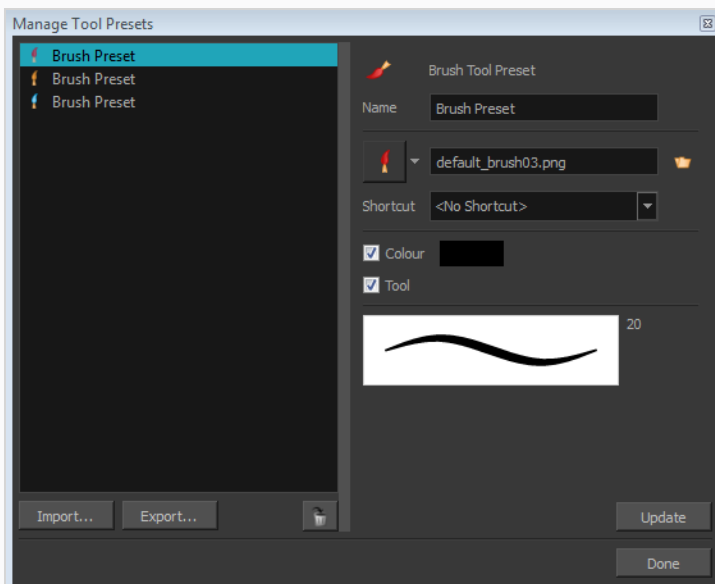 Manage Tool Presets
Brush Preset
Brush Preset
Brush Preset
Import...
Export...
Brush Tool Preset
Name
Brush Preset
default_brush03.png
Shortcut
<No Shortcut>
Colour
Tool
20
Update
Done